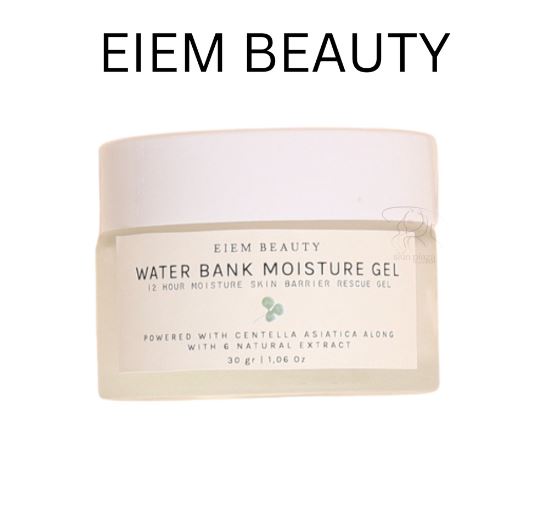 EIEM BEAUTY
EIEM BEAUTY
WATER BANK MOISTURE GEL
12 HOUR MOISTURE SKIN BARRIER RESCUE GEL
POWERED WITH CENTELLA ASIATICA ALONG
WITH 6 NATURAL EXTRACT
30 gr | 1,06 Oz